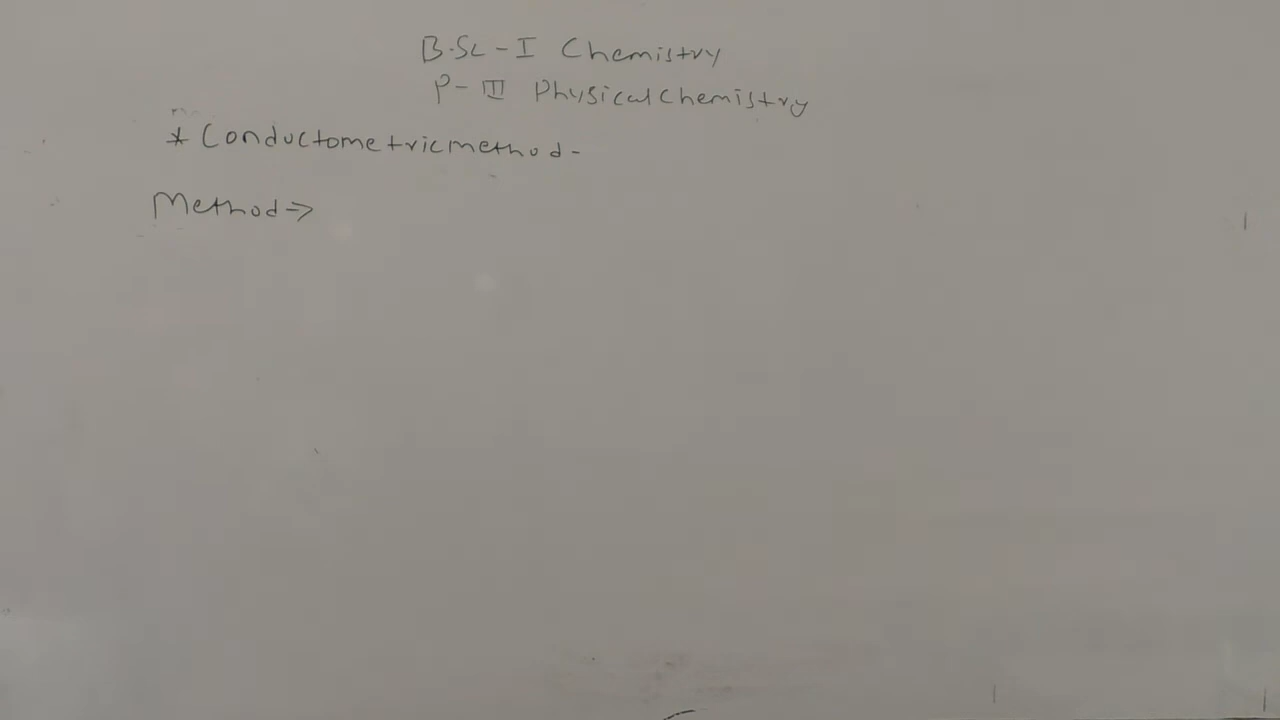 B.Sc - I Chemistry
P - III Physical Chemistry
* Conductometric method -
Method ⇒